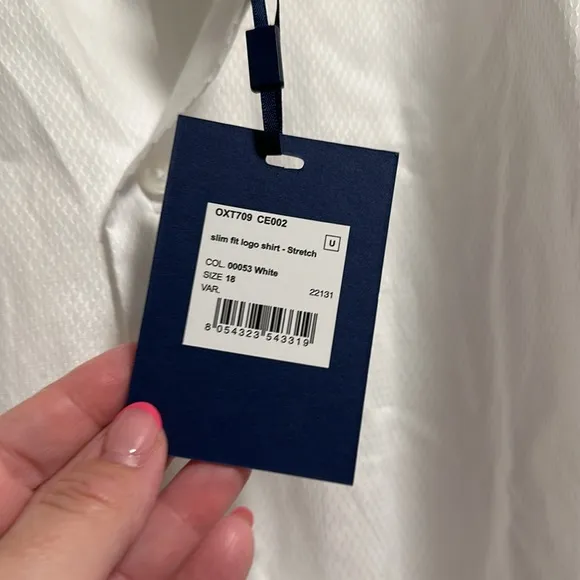 OXT709 CE002
slim fit logo shirt - Stretch U
COL. 00053 White
SIZE 18
VAR. 22131
8 054323 543319